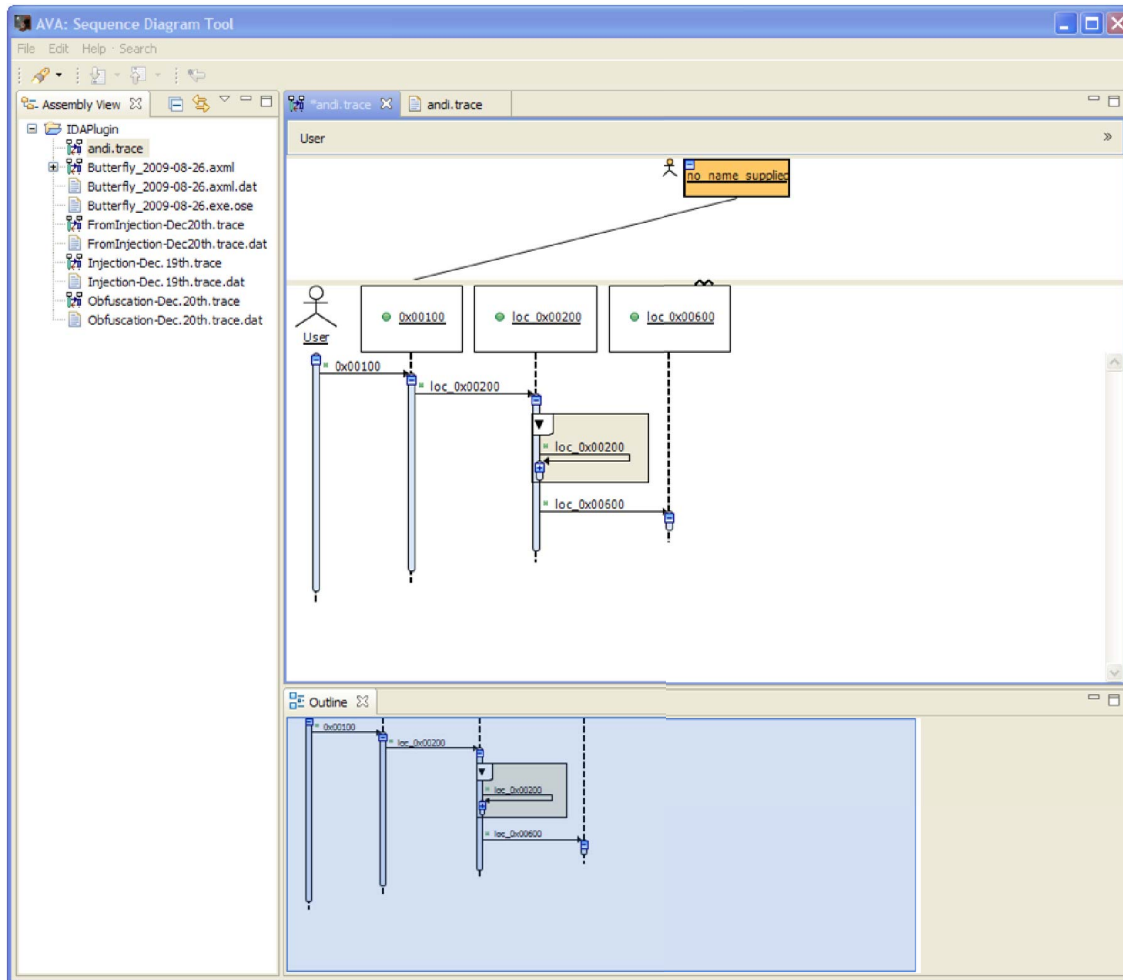 AVA: Sequence Diagram Tool
File Edit Help Search
Assembly View
*andi.trace
andi.trace
IDAPlugin
andi.trace
Butterfly_2009-08-26.axml
Butterfly_2009-08-26.axml.dat
Butterfly_2009-08-26.exe.ose
FromInjection-Dec20th.trace
FromInjection-Dec20th.trace.dat
Injection-Dec.19th.trace
Injection-Dec.19th.trace.dat
Obfuscation-Dec.20th.trace
Obfuscation-Dec.20th.trace.dat
User
no_name_supplied
User
0x00100
loc_0x00200
loc_0x00600
0x00100
loc_0x00200
loc_0x00200
loc_0x00600
Outline
0x00100
loc_0x00200
loc_0x00200
loc_0x00600